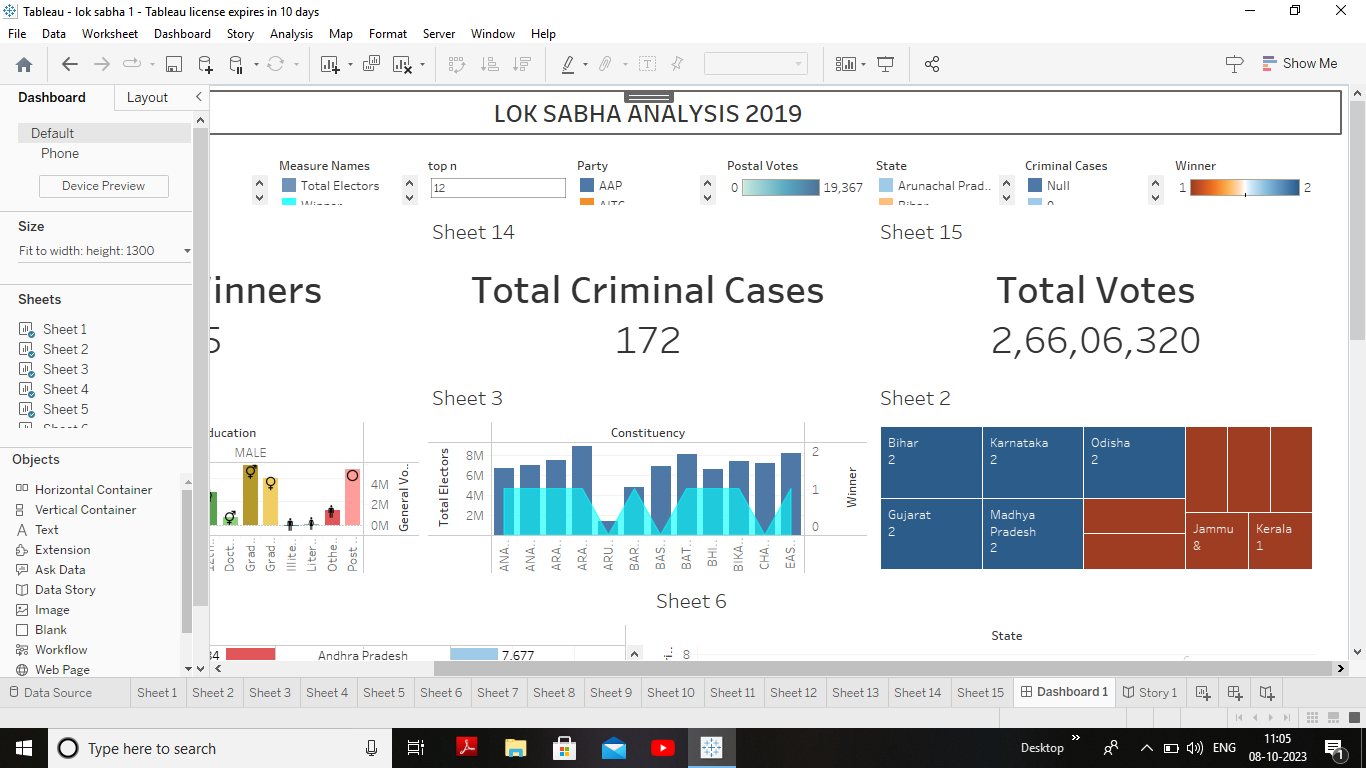 Tableau - lok sabha 1 - Tableau license expires in 10 days
File Data Worksheet Dashboard Story Analysis Map Format Server Window Help
Show Me
Dashboard Layout
Default
Phone
Device Preview
Size
Fit to width: height: 1300
Sheets
Sheet 1
Sheet 2
Sheet 3
Sheet 4
Sheet 5
Objects
Horizontal Container
Vertical Container
Text
Extension
Ask Data
Data Story
Image
Blank
Workflow
Web Page
LOK SABHA ANALYSIS 2019
Measure Names
Total Electors
Winner
top n
12
Party
AAP
AITC
Postal Votes
0 19,367
State
Arunachal Prad..
Bihar
Criminal Cases
Null
0
Winner
1 2
Sheet 14
Sheet 15
inners
5
Total Criminal Cases
172
Total Votes
2,66,06,320
Sheet 3
Sheet 2
ducation
MALE
4M
2M
0M
General Vo..
Doct..
Grad..
Grad..
Illite..
Liter..
Othe..
Post ..
Constituency
8M
6M
4M
2M
Total Electors
2
1
0
Winner
ANA..
ANA..
ARA..
ARA..
ARU..
BAR..
BAS..
BAT..
BHI..
BIKA..
CHA..
EAS..
Bihar
2
Karnataka
2
Odisha
2
Gujarat
2
Madhya
Pradesh
2
Jammu
&
Kerala
1
Sheet 6
34 Andhra Pradesh 7,677
State
8
Data Source Sheet 1 Sheet 2 Sheet 3 Sheet 4 Sheet 5 Sheet 6 Sheet 7 Sheet 8 Sheet 9 Sheet 10 Sheet 11 Sheet 12 Sheet 13 Sheet 14 Sheet 15 Dashboard 1 Story 1
Type here to search
Desktop
ENG
11:05
08-10-2023
1